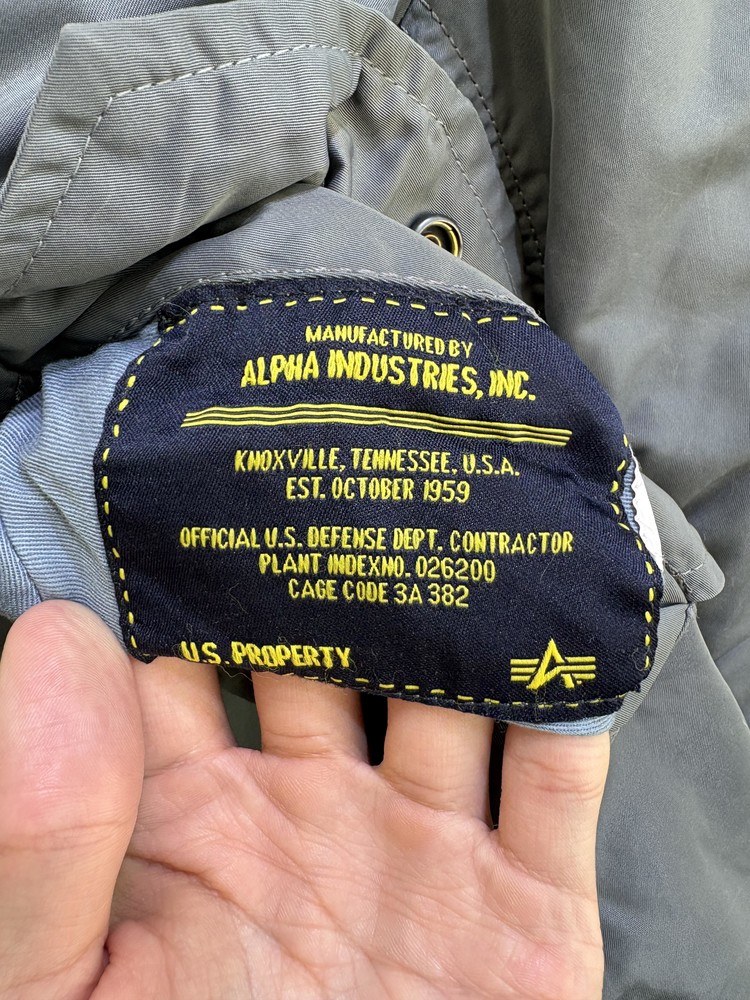 MANUFACTURED BY
ALPHA INDUSTRIES, INC.
KNOXVILLE, TENNESSEE, U.S.A.
EST. OCTOBER 1959
OFFICIAL U.S. DEFENSE DEPT. CONTRACTOR
PLANT INDEXNO. 026200
CAGE CODE 3A 382
U.S. PROPERTY